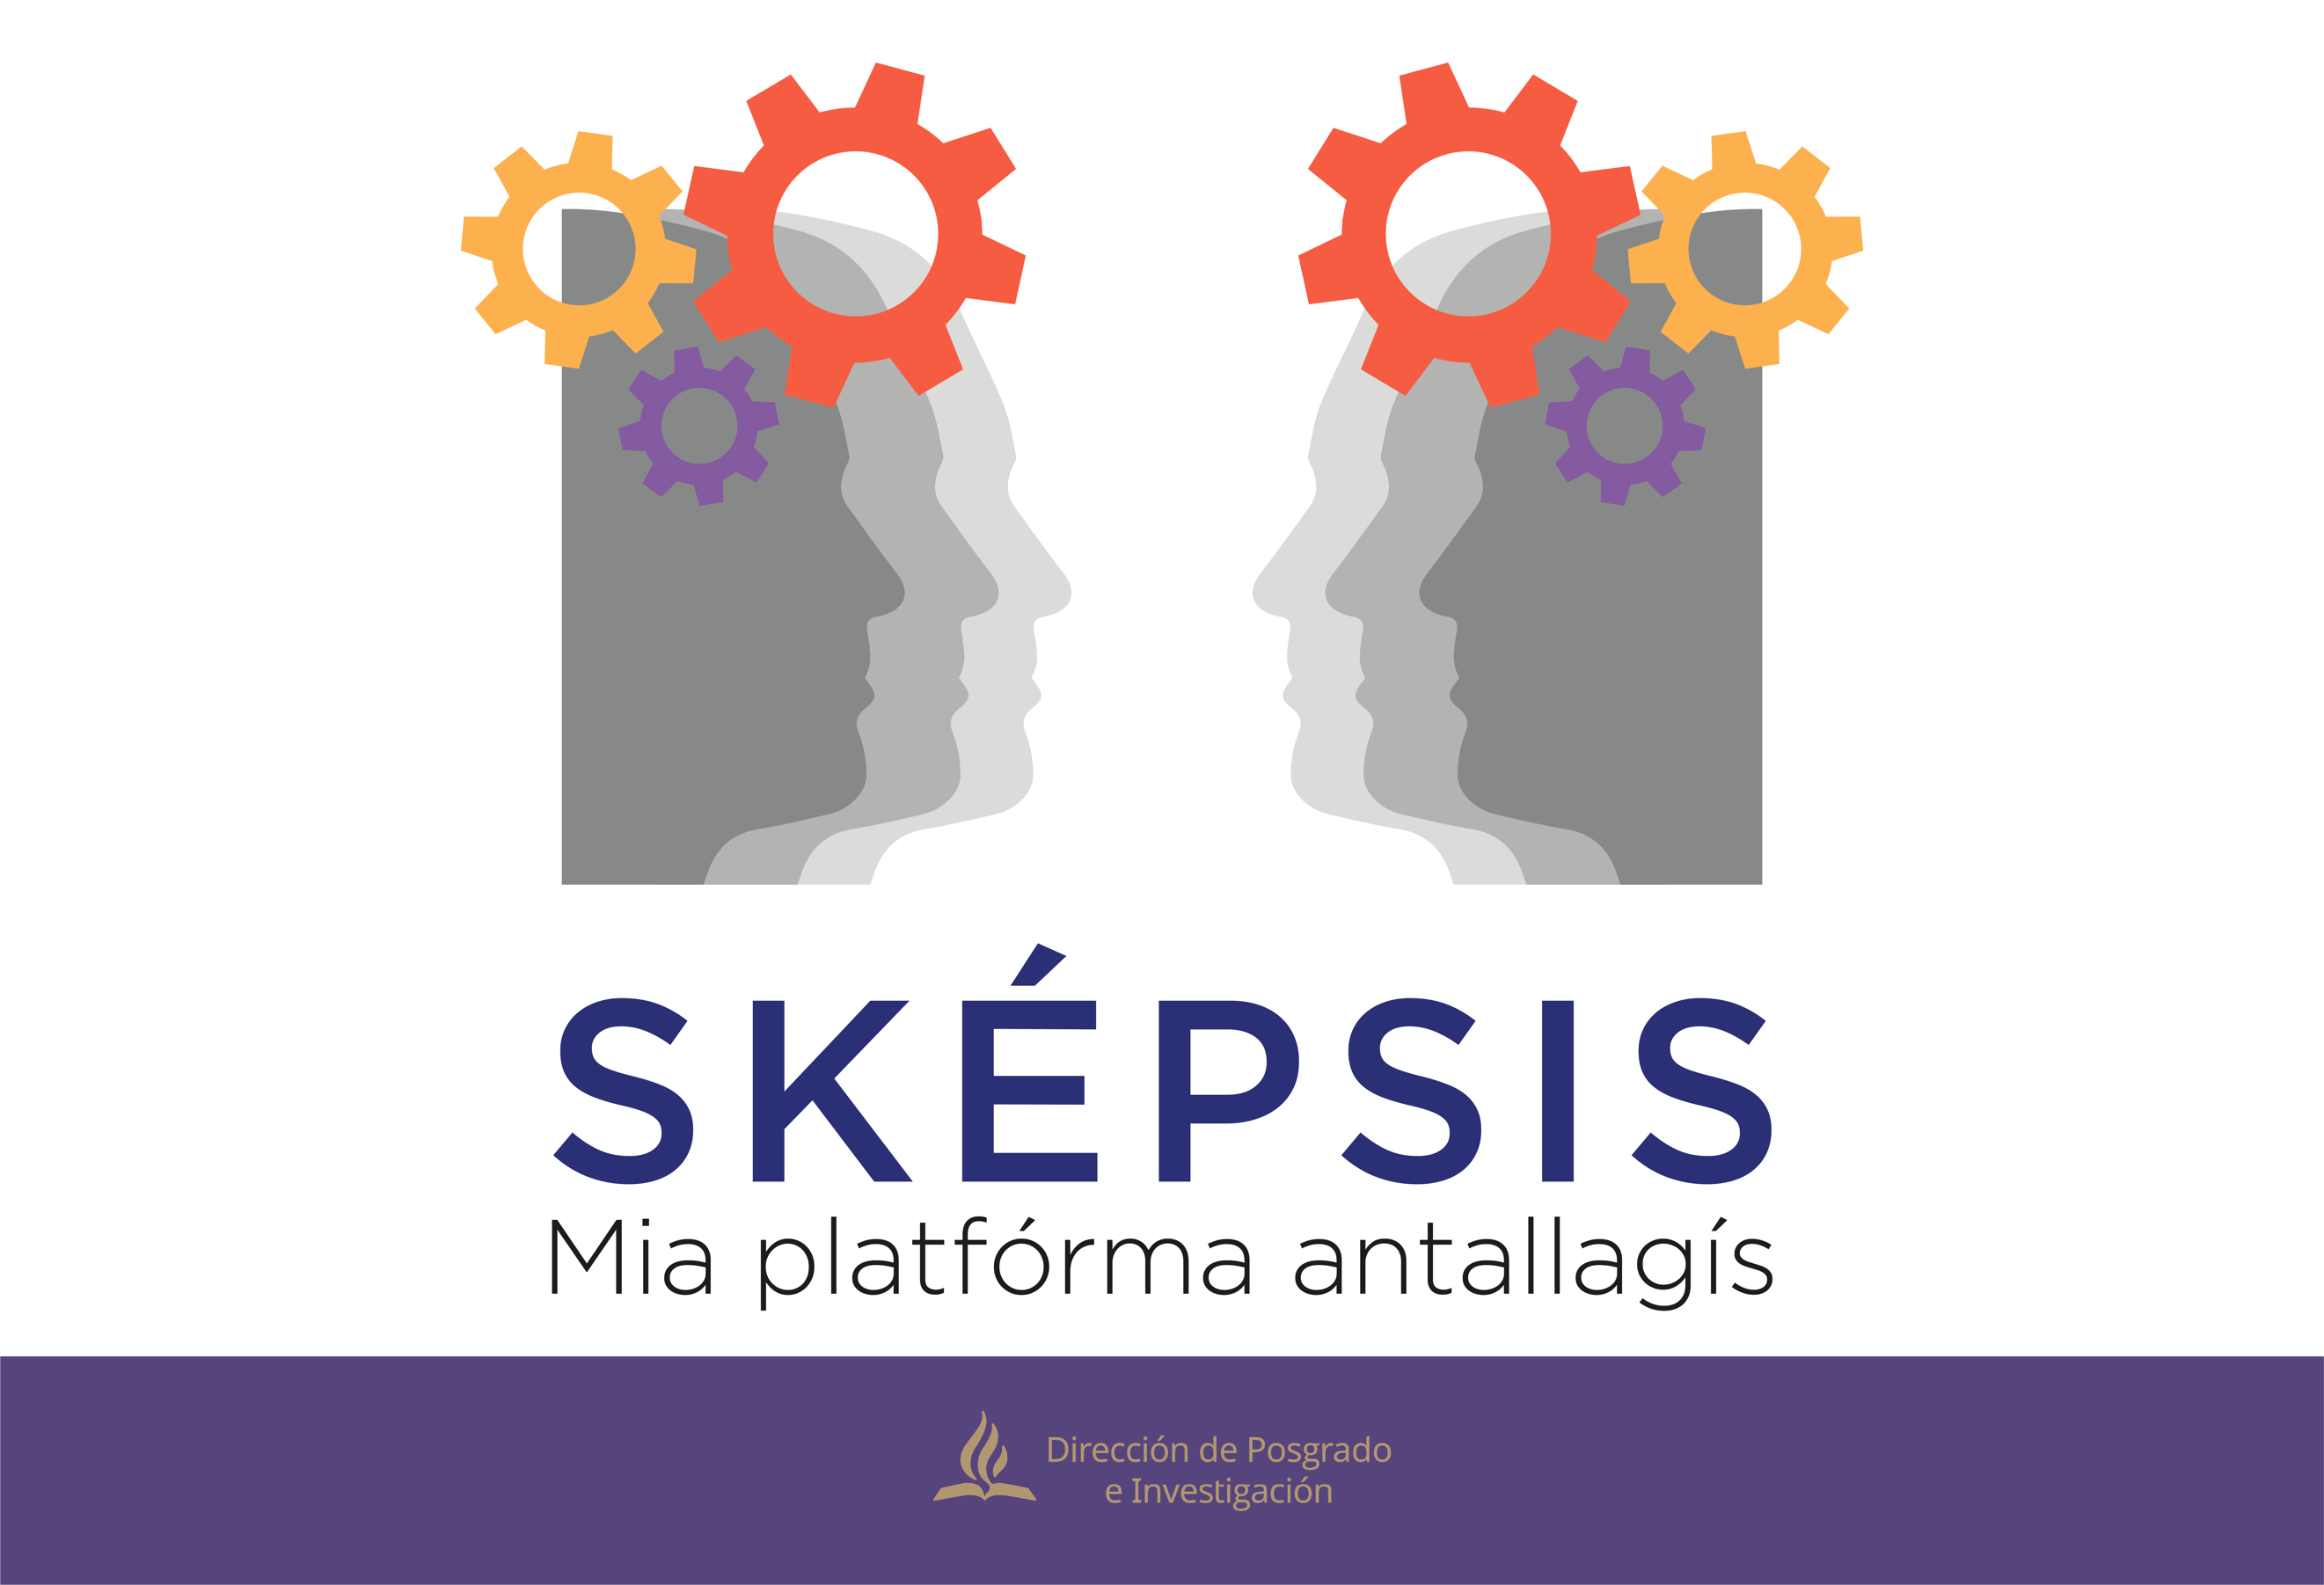 SKÉPSIS
Mia platfórma antallagís
Dirección de Posgrado
e Investigación